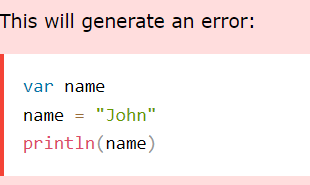 This will generate an error:
var name
name = "John"
println(name)